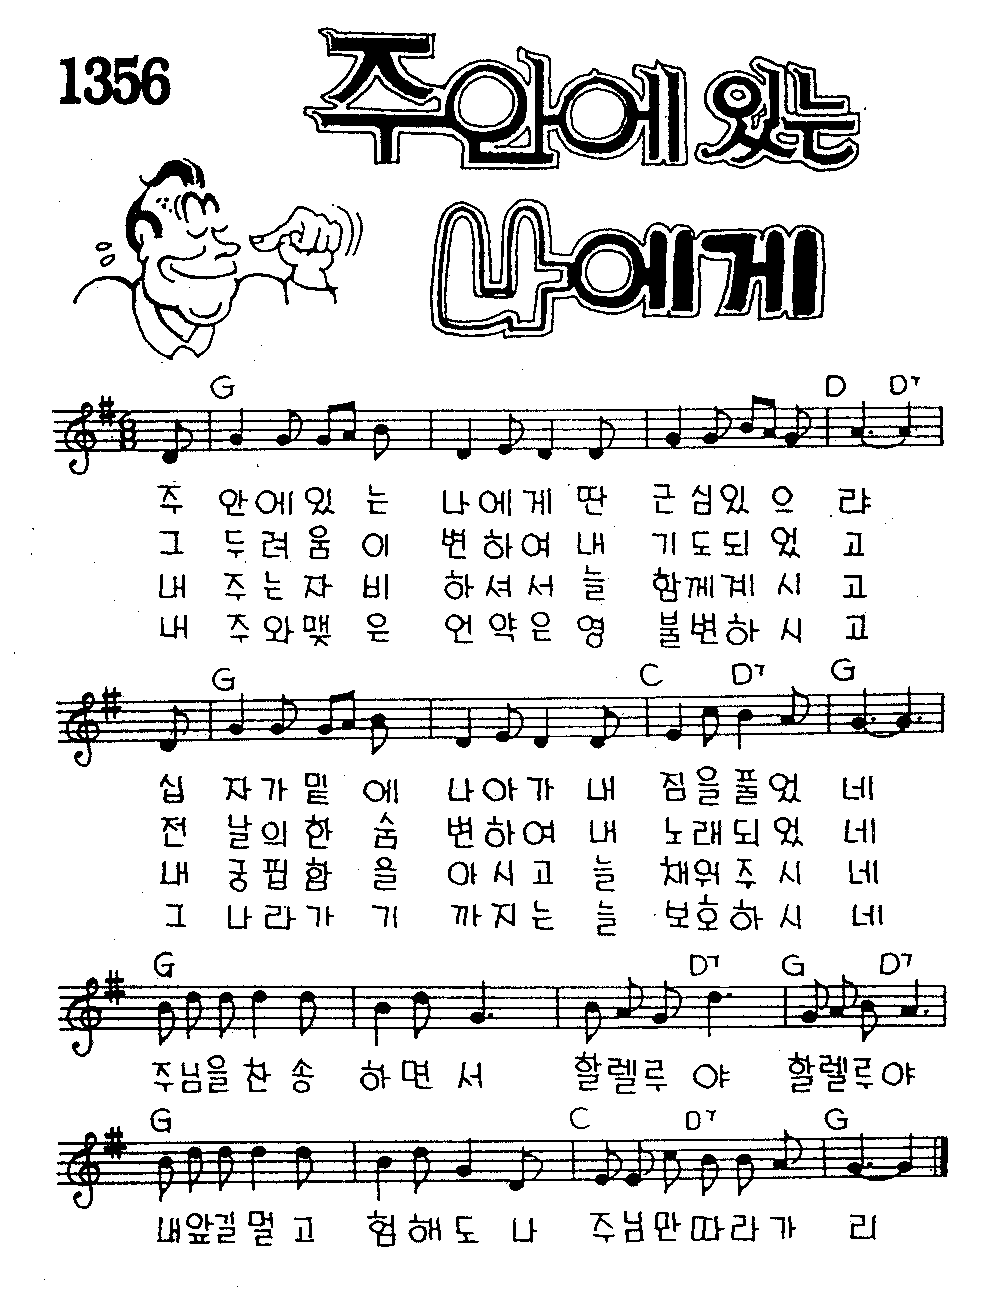 1356
주안에 있는
나에게
G D D7
주 안에있 는 나에게 딴 근심있 으 랴
그 두려움 이 변하여 내 기도되 었 고
내 주는자 비 하셔서 늘 함께계 시 고
내 주와맺 은 언약은 영 불변하 시 고
G C D7 G
십 자가밑 에 나아가 내 짐을풀 었 네
전 날의한 숨 변하여 내 노래되 었 네
내 궁핍함 을 아시고 늘 채워주 시 네
그 나라가 기 까지는 늘 보호하 시 네
G D7 G D7
주님을 찬 송 하면 서 할렐루 야 할렐루야
G C D7 G
내앞길 멀 고 험해도 나 주님만따라가 리